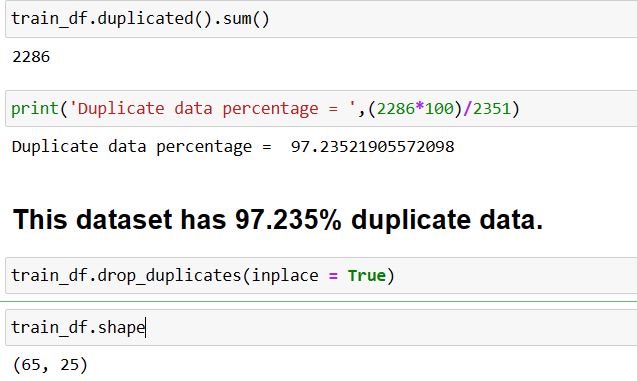 train_df.duplicated().sum()
2286
print('Duplicate data percentage = ',(2286*100)/2351)
Duplicate data percentage =  97.23521905572098
This dataset has 97.235% duplicate data.
train_df.drop_duplicates(inplace = True)
train_df.shape
(65, 25)